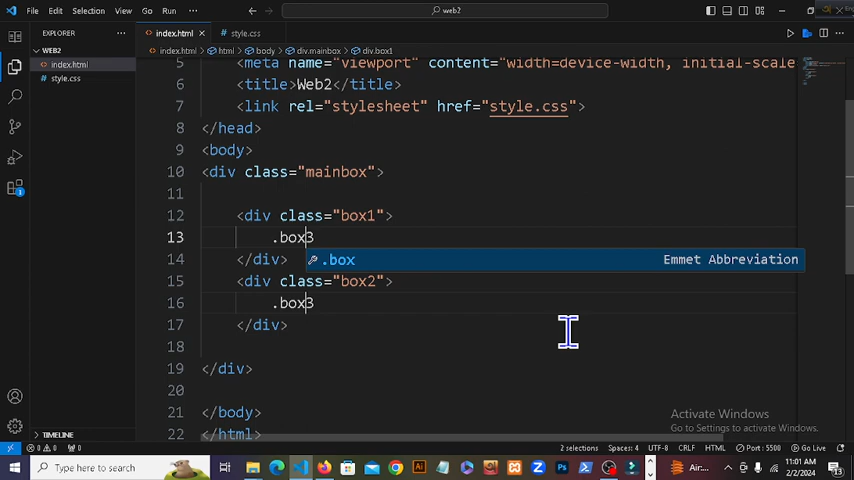 File Edit Selection View Go Run ··· web2
EXPLORER ··· index.html style.css
index.html > html > body > div.mainbox > div.box1
WEB2
index.html
style.css
5 <meta name="viewport" content="width=device-width, initial-scale
6 <title>Web2</title>
7 <link rel="stylesheet" href="style.css">
8 </head>
9 <body>
10 <div class="mainbox">
11
12 <div class="box1">
13 .box3
14 </div>
.box Emmet Abbreviation
15 <div class="box2">
16 .box3
17 </div>
18
19 </div>
20
21 </body>
22 </html>
Activate Windows
Go to Settings to activate Windows.
TIMELINE
0 0 0 2 selections Spaces: 4 UTF-8 CRLF HTML Port : 5500 Go Live
Type here to search Air: 11:01 AM
2/2/2024